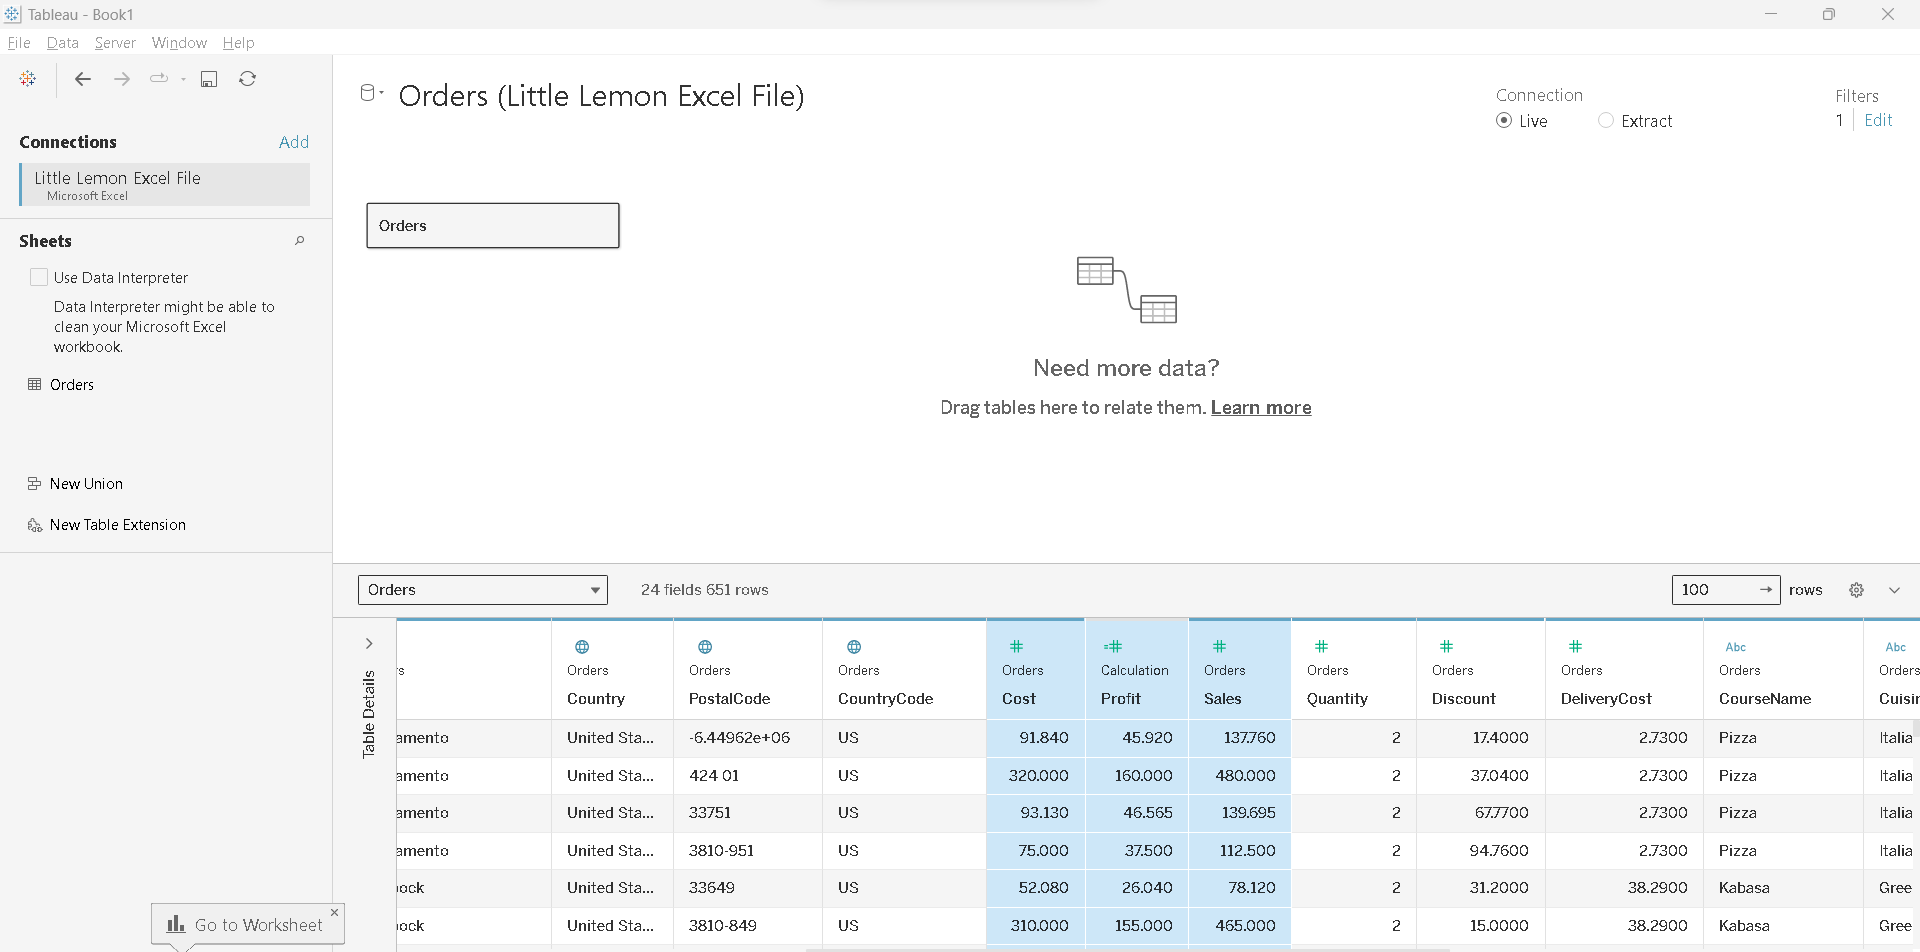 Tableau - Book1
File Data Server Window Help
Connections Add
Little Lemon Excel File
Microsoft Excel
Sheets
Use Data Interpreter
Data Interpreter might be able to
clean your Microsoft Excel
workbook.
Orders
New Union
New Table Extension
Go to Worksheet
Orders (Little Lemon Excel File)
Connection
Live Extract
Filters
1 Edit
Orders
Need more data?
Drag tables here to relate them. Learn more
Orders 24 fields 651 rows 100 rows
Table Details
Abc Abc
rs Orders Orders Orders Orders Calculation Orders Orders Orders Orders Orders Orders
Country PostalCode CountryCode Cost Profit Sales Quantity Discount DeliveryCost CourseName Cuisin
amento United Sta... -6.44962e+06 US 91.840 45.920 137.760 2 17.4000 2.7300 Pizza Italia
amento United Sta... 424 01 US 320.000 160.000 480.000 2 37.0400 2.7300 Pizza Italia
amento United Sta... 33751 US 93.130 46.565 139.695 2 67.7700 2.7300 Pizza Italia
amento United Sta... 3810-951 US 75.000 37.500 112.500 2 94.7600 2.7300 Pizza Italia
ock United Sta... 33649 US 52.080 26.040 78.120 2 31.2000 38.2900 Kabasa Gree
ock United Sta... 3810-849 US 310.000 155.000 465.000 2 15.0000 38.2900 Kabasa Gree